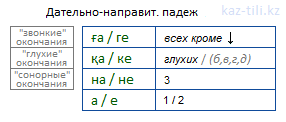 kaz-tili.kz
Дательно-направит. падеж
"звонкие" окончания
ға / ге
всех кроме ↓
"глухие" окончания
қа / ке
глухих / (б,в,г,д)
"сонорные" окончания
на / не
3
а / е
1 / 2